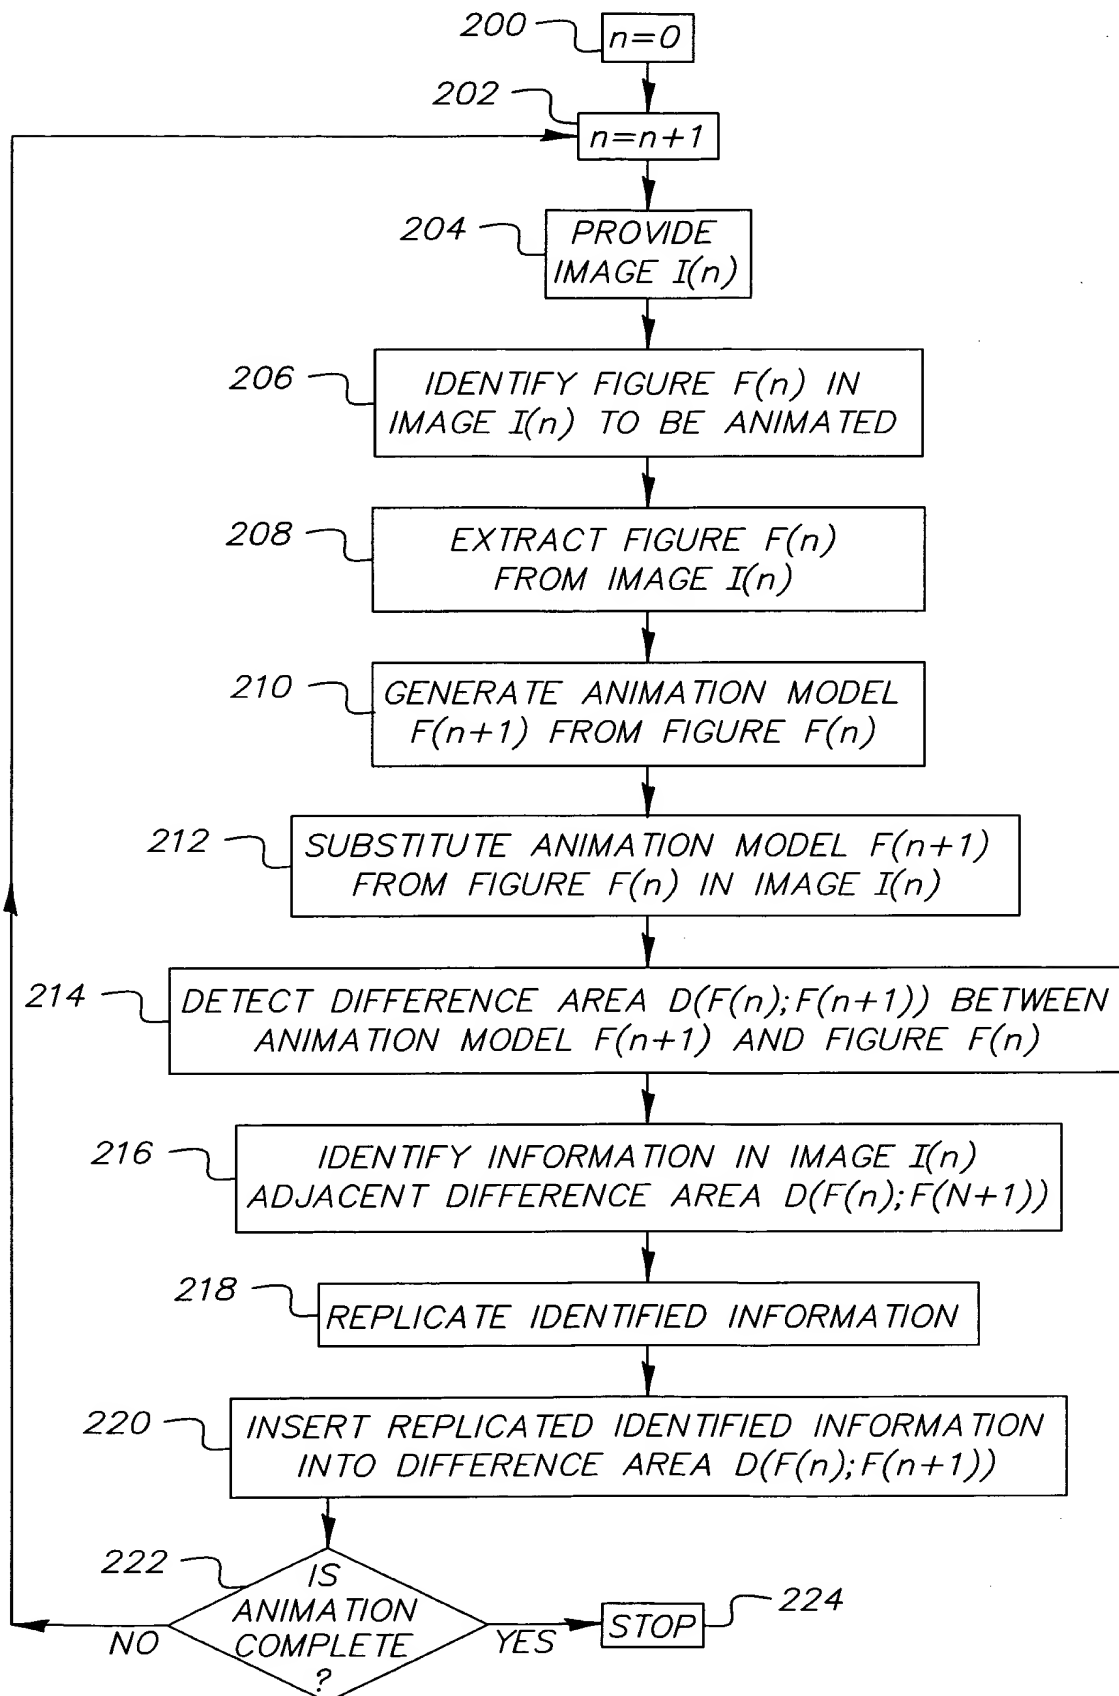 200
n=0
202
n=n+1
204
PROVIDE
IMAGE I(n)
206
IDENTIFY FIGURE F(n) IN
IMAGE I(n) TO BE ANIMATED
208
EXTRACT FIGURE F(n)
FROM IMAGE I(n)
210
GENERATE ANIMATION MODEL
F(n+1) FROM FIGURE F(n)
212
SUBSTITUTE ANIMATION MODEL F(n+1)
FROM FIGURE F(n) IN IMAGE I(n)
214
DETECT DIFFERENCE AREA D(F(n);F(n+1)) BETWEEN
ANIMATION MODEL F(n+1) AND FIGURE F(n)
216
IDENTIFY INFORMATION IN IMAGE I(n)
ADJACENT DIFFERENCE AREA D(F(n);F(N+1))
218
REPLICATE IDENTIFIED INFORMATION
220
INSERT REPLICATED IDENTIFIED INFORMATION
INTO DIFFERENCE AREA D(F(n);F(n+1))
222
IS
ANIMATION
COMPLETE
?
NO
YES
STOP
224